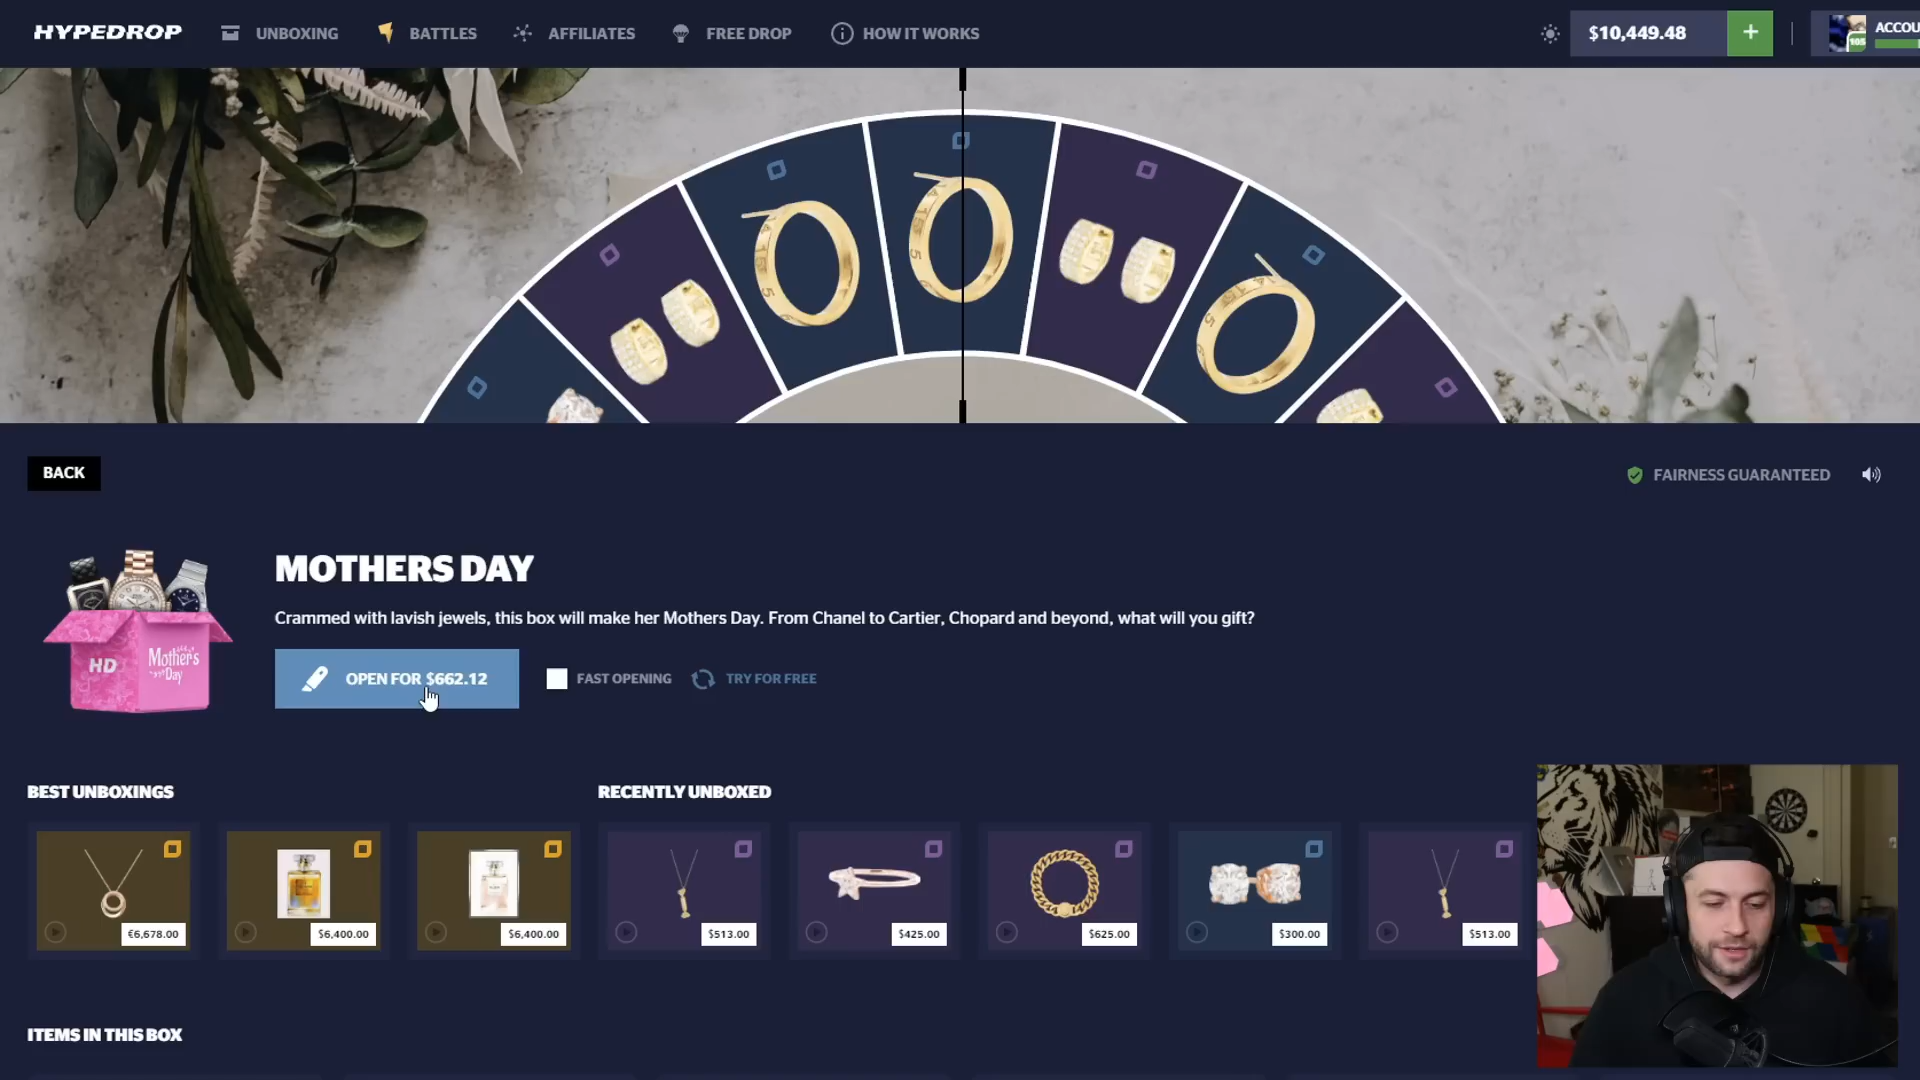 HYPEDROP UNBOXING BATTLES AFFILIATES FREE DROP HOW IT WORKS $10,449.48 + 105 ACCOU
BACK
FAIRNESS GUARANTEED
MOTHERS DAY
Crammed with lavish jewels, this box will make her Mothers Day. From Chanel to Cartier, Chopard and beyond, what will you gift?
HD Mother's Day
OPEN FOR $662.12 FAST OPENING TRY FOR FREE
BEST UNBOXINGS
RECENTLY UNBOXED
€6,678.00 $6,400.00 $6,400.00 $513.00 $425.00 $625.00 $300.00 $513.00
ITEMS IN THIS BOX